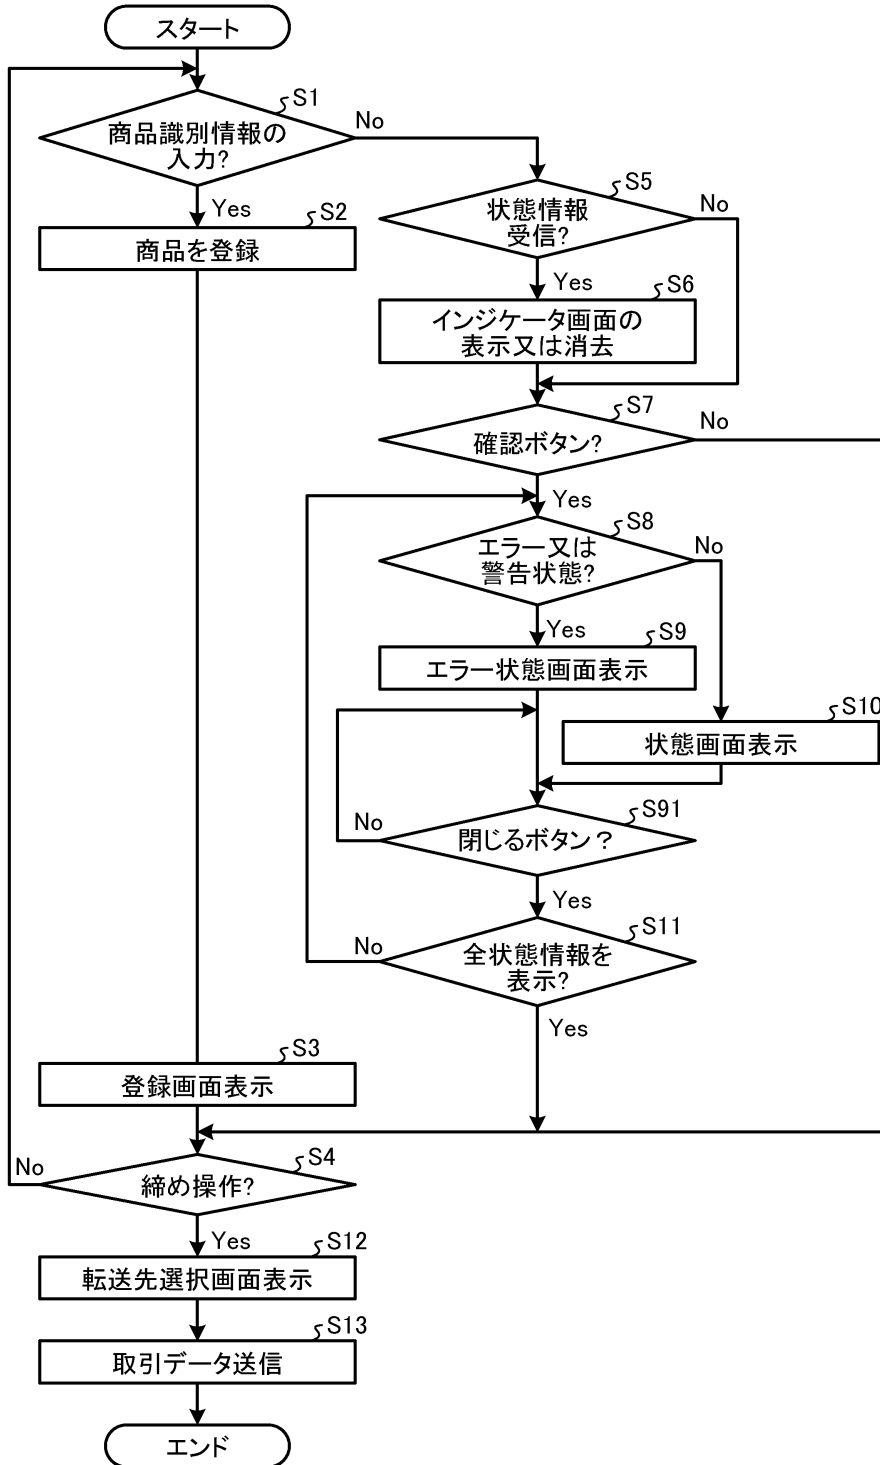 スタート
S1
商品識別情報の
入力?
No
Yes
S2
商品を登録
S5
状態情報
受信?
No
Yes
S6
インジケータ画面の
表示又は消去
S7
確認ボタン?
No
Yes
S8
エラー又は
警告状態?
No
Yes
S9
エラー状態画面表示
S10
状態画面表示
S91
閉じるボタン?
No
Yes
S11
全状態情報を
表示?
No
Yes
S3
登録画面表示
S4
締め操作?
No
Yes
S12
転送先選択画面表示
S13
取引データ送信
エンド